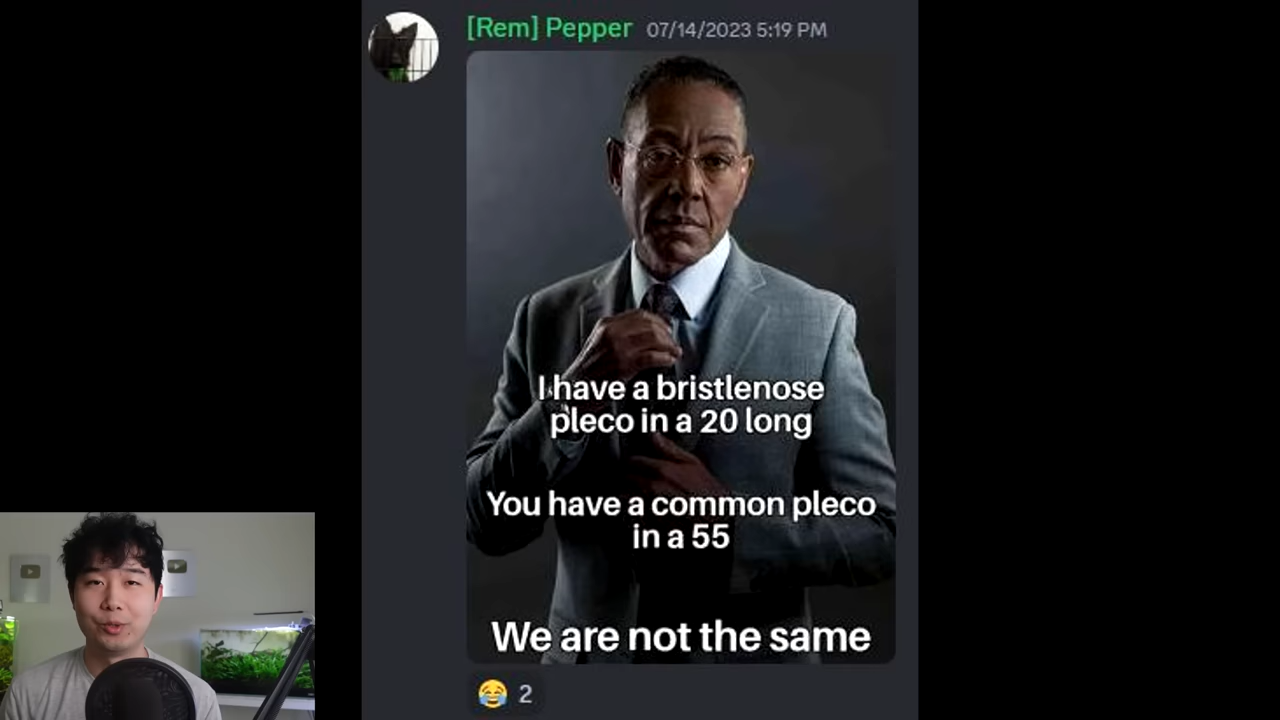 [Rem] Pepper 07/14/2023 5:19 PM
I have a bristlenose
pleco in a 20 long
You have a common pleco
in a 55
We are not the same
😂 2